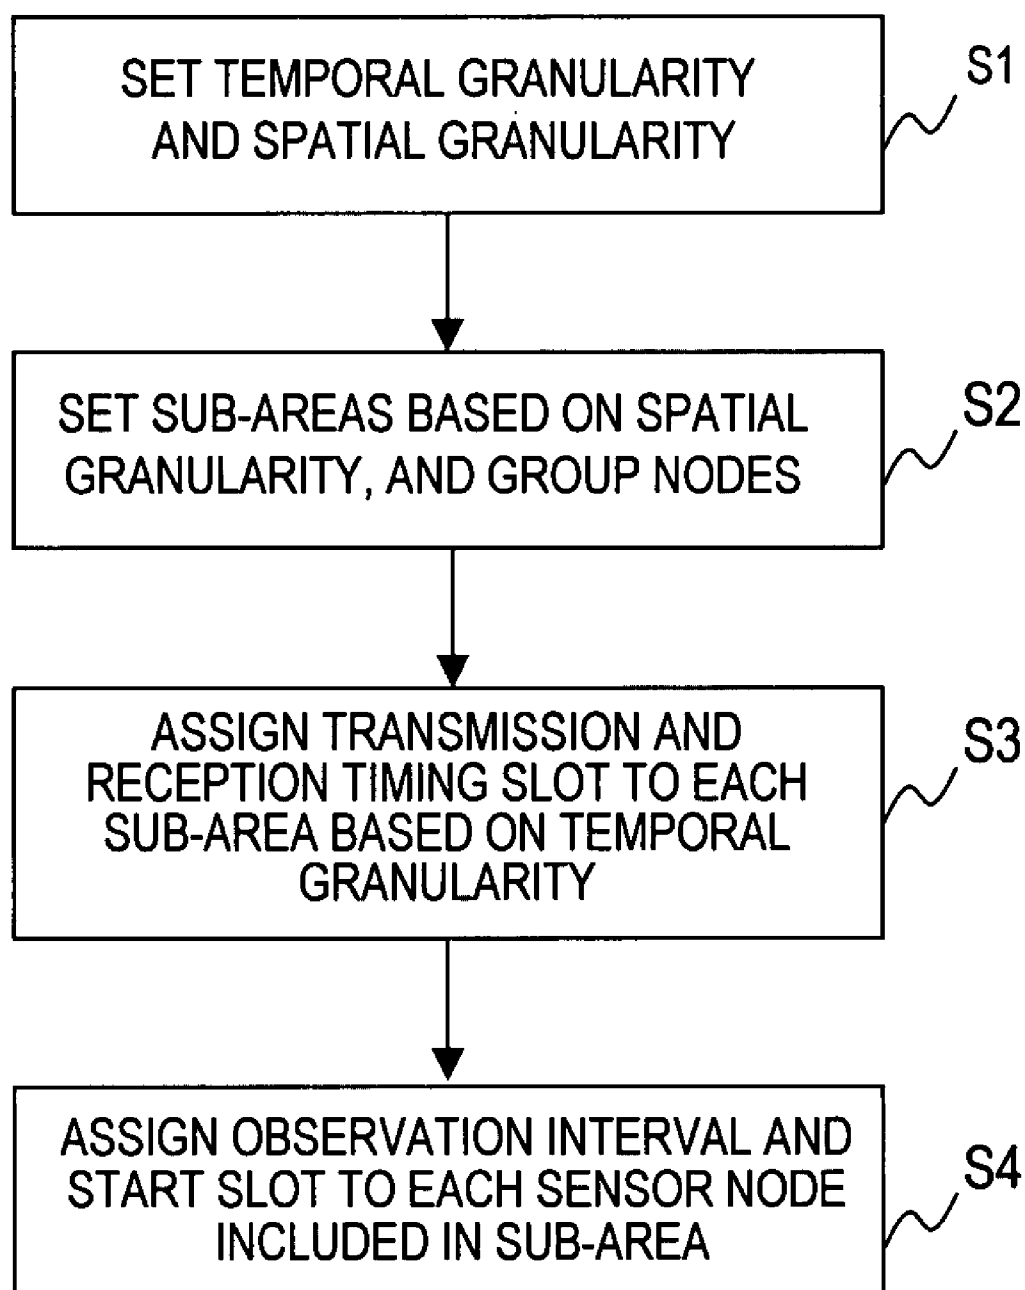 SET TEMPORAL GRANULARITY
AND SPATIAL GRANULARITY
S1
SET SUB-AREAS BASED ON SPATIAL
GRANULARITY, AND GROUP NODES
S2
ASSIGN TRANSMISSION AND
RECEPTION TIMING SLOT TO EACH
SUB-AREA BASED ON TEMPORAL
GRANULARITY
S3
ASSIGN OBSERVATION INTERVAL AND
START SLOT TO EACH SENSOR NODE
INCLUDED IN SUB-AREA
S4